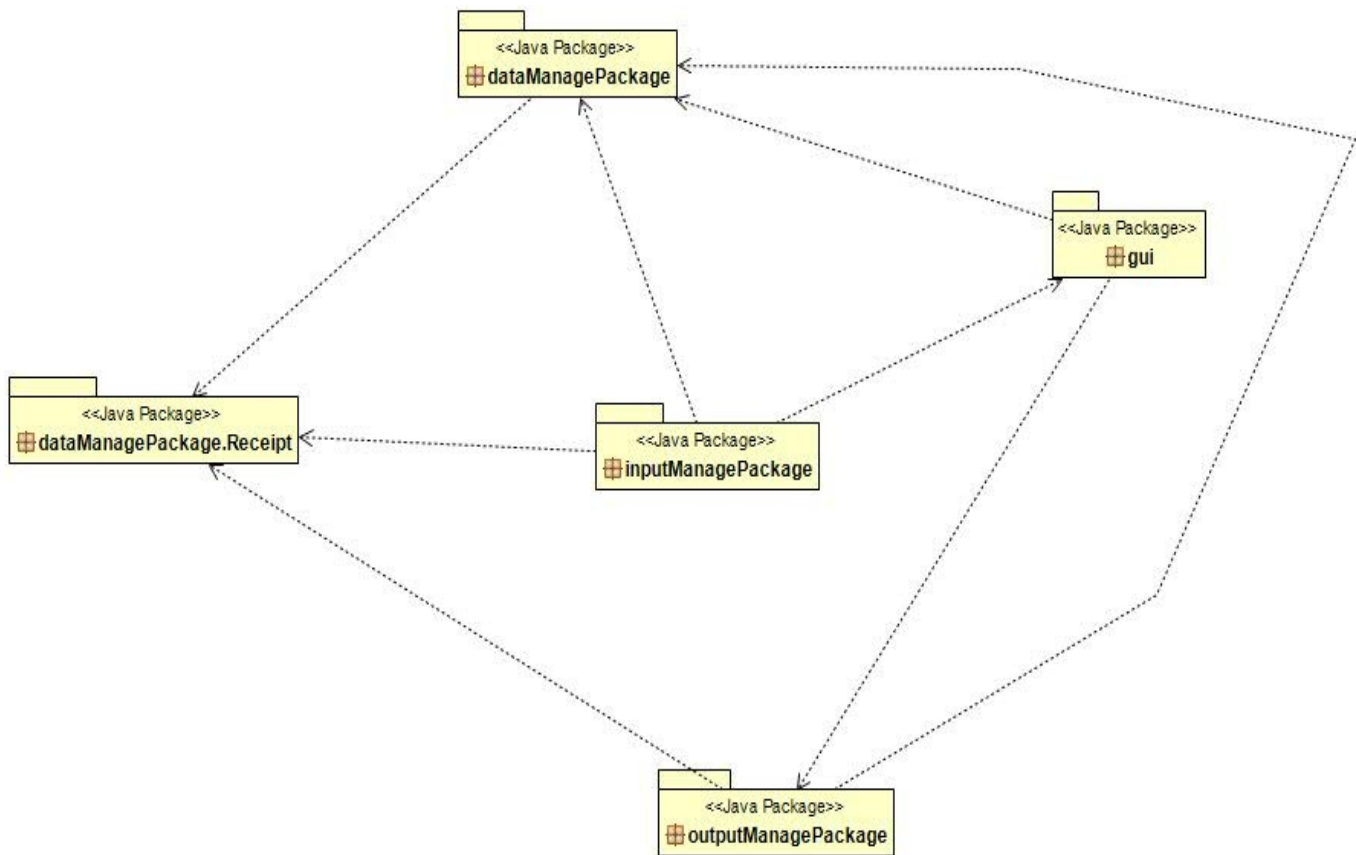 <<Java Package>>
dataManagePackage
<<Java Package>>
gui
<<Java Package>>
dataManagePackage.Receipt
<<Java Package>>
inputManagePackage
<<Java Package>>
outputManagePackage